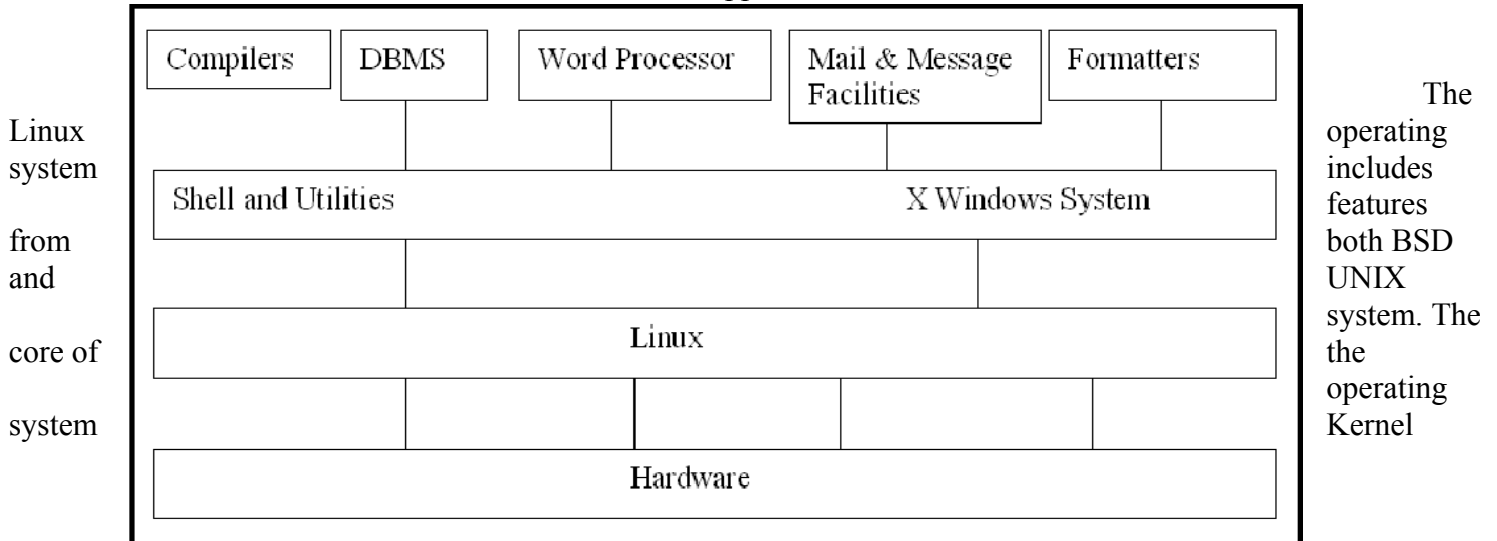 Compilers
DBMS
Word Processor
Mail & Message
Facilities
Formatters
The
Linux
operating
system
includes
Shell and Utilities
X Windows System
features
from
both BSD
and
UNIX
system. The
Linux
core of
the
operating
system
Kernel
Hardware